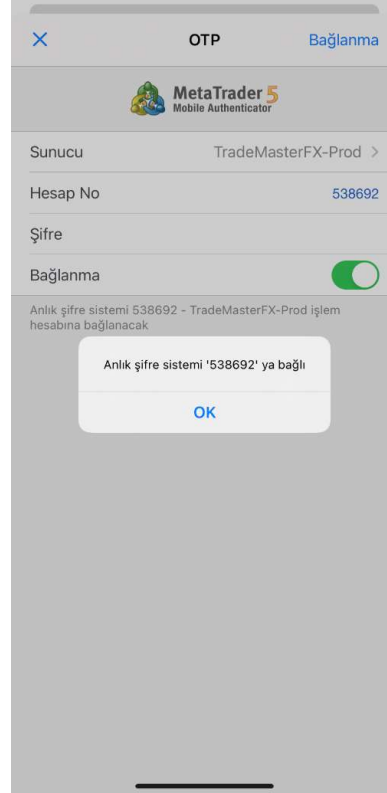 OTP
Bağlanma
MetaTrader 5
Mobile Authenticator
Sunucu
TradeMasterFX-Prod
Hesap No
538692
Şifre
Bağlanma
Anlık şifre sistemi 538692 - TradeMasterFX-Prod işlem
hesabına bağlanacak
Anlık şifre sistemi '538692' ya bağlı
OK